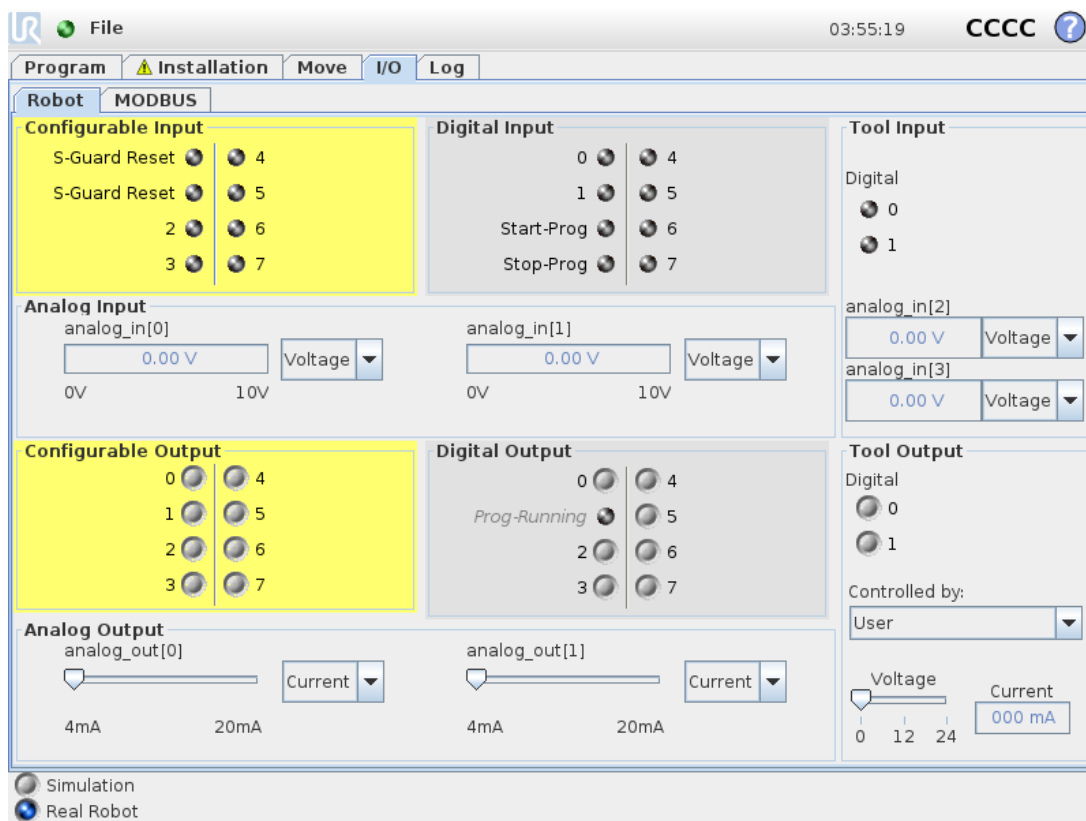 UR File 03:55:19 CCCC ?
Program Installation Move I/O Log
Robot MODBUS
Configurable Input
S-Guard Reset 4
S-Guard Reset 5
2 6
3 7
Digital Input
0 4
1 5
Start-Prog 6
Stop-Prog 7
Tool Input
Digital
0
1
analog_in[2]
0.00 V Voltage
analog_in[3]
0.00 V Voltage
Analog Input
analog_in[0]
0.00 V Voltage
0V 10V
analog_in[1]
0.00 V Voltage
0V 10V
Configurable Output
0 4
1 5
2 6
3 7
Digital Output
0 4
Prog-Running 5
2 6
3 7
Tool Output
Digital
0
1
Controlled by:
User
Voltage
0 12 24
Current
000 mA
Analog Output
analog_out[0]
Current
4mA 20mA
analog_out[1]
Current
4mA 20mA
Simulation
Real Robot